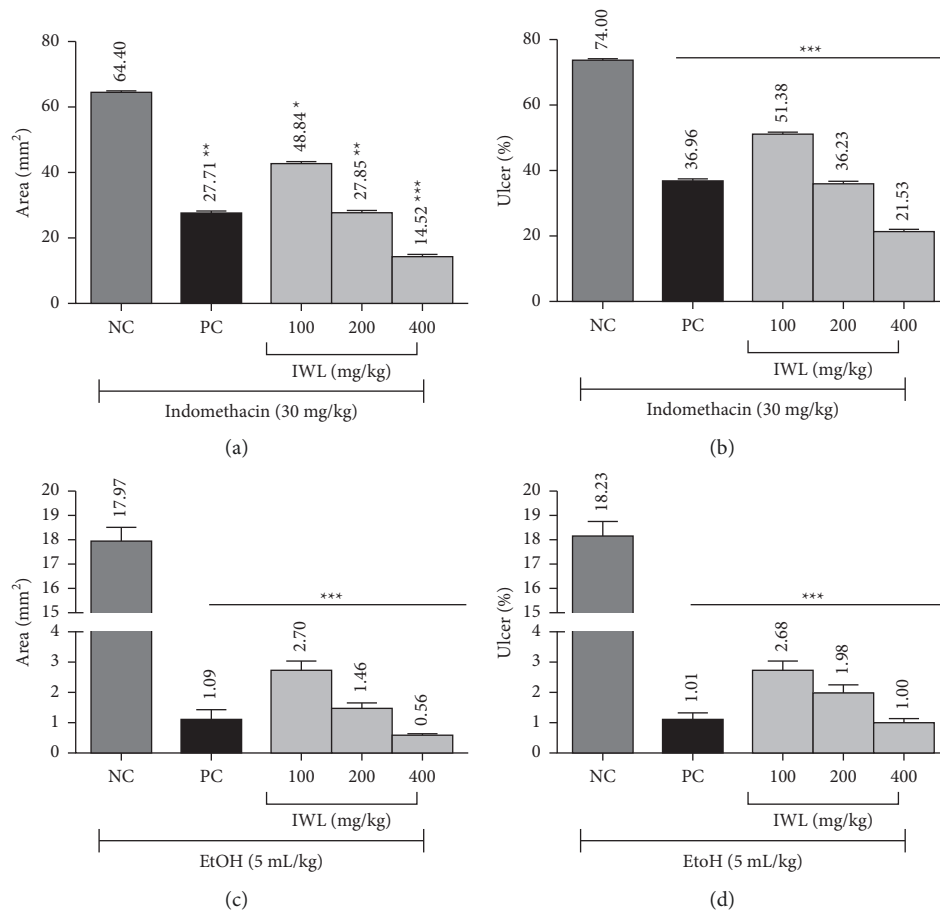 80
60
40
20
0
Area (mm²)
64.40
27.71 **
48.84 *
27.85 **
14.52 ***
NC PC 100 200 400
IWL (mg/kg)
Indomethacin (30 mg/kg)
(a)
80
60
40
20
0
Ulcer (%)
74.00
***
36.96
51.38
36.23
21.53
NC PC 100 200 400
IWL (mg/kg)
Indomethacin (30 mg/kg)
(b)
20
19
18
17
16
15
4
3
2
1
0
Area (mm²)
17.97
***
1.09
2.70
1.46
0.56
NC PC 100 200 400
IWL (mg/kg)
EtOH (5 mL/kg)
(c)
20
19
18
17
16
15
4
3
2
1
0
Ulcer (%)
18.23
***
1.01
2.68
1.98
1.00
NC PC 100 200 400
IWL (mg/kg)
EtoH (5 mL/kg)
(d)